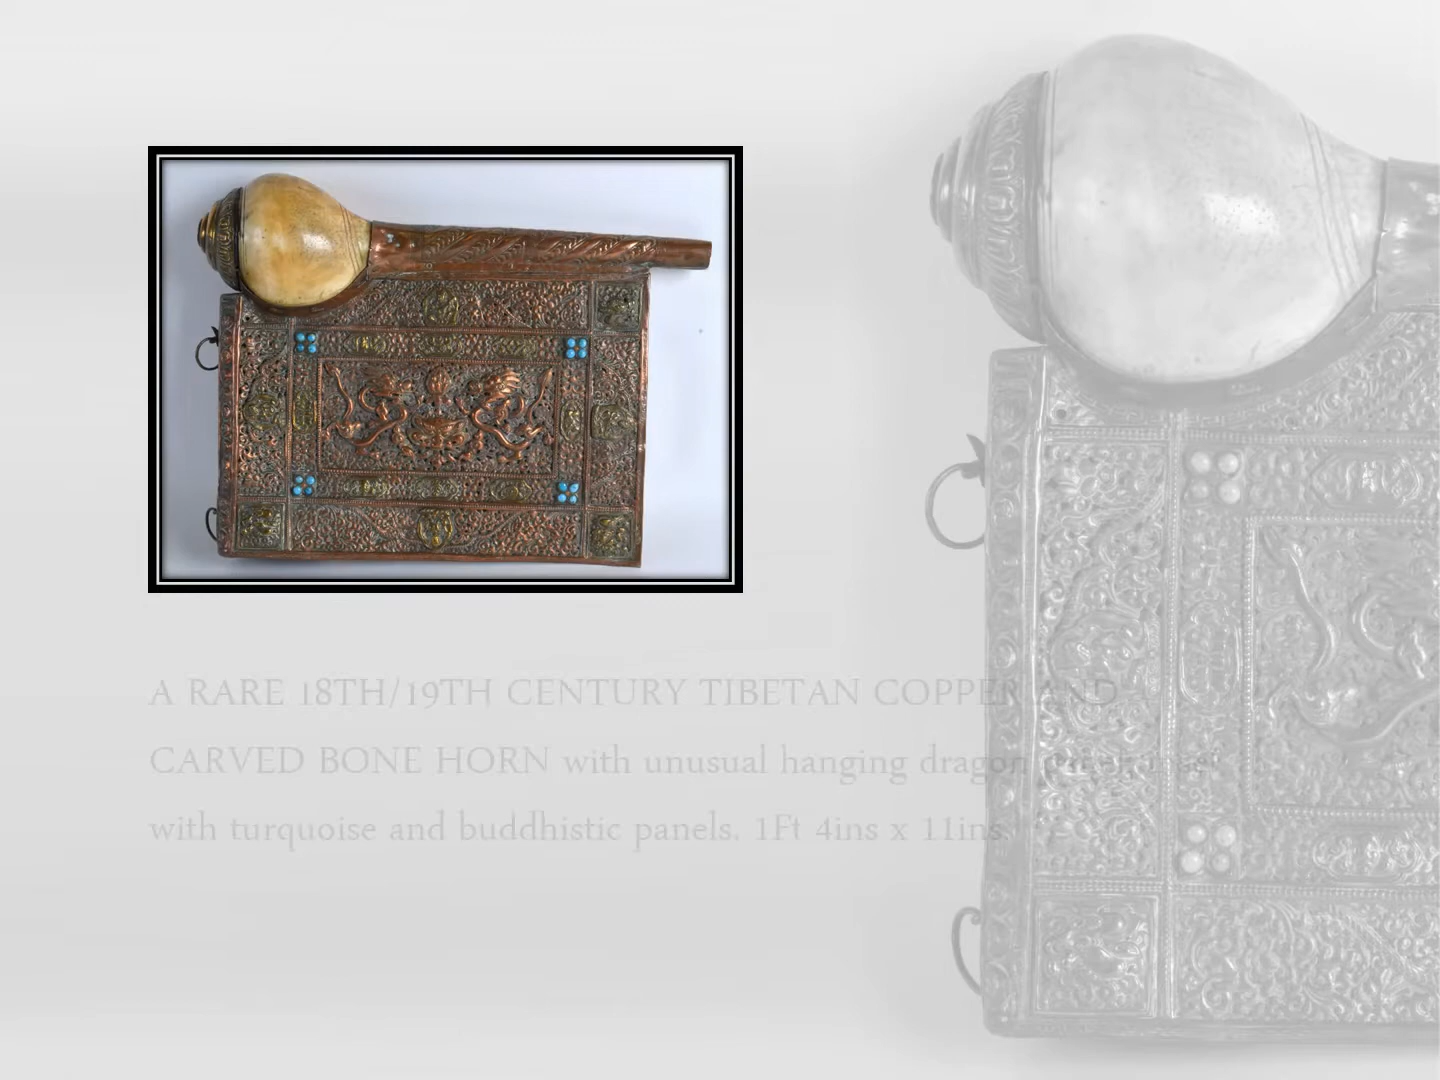 A RARE 18TH/19TH CENTURY TIBETAN COPPER AND
CARVED BONE HORN with unusual hanging dragon
with turquoise and buddhistic panels. 1Ft 4ins x 11ins.